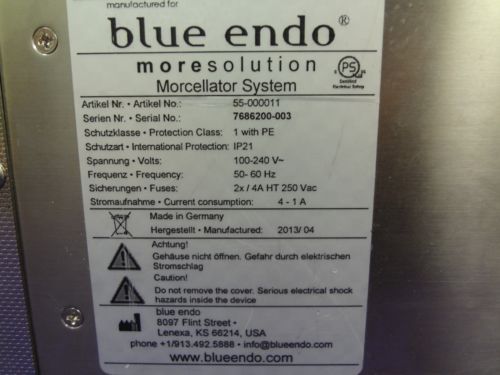 manufactured for
blue endo®
moresolution
Morcellator System
PS
Certified
Electrical Safety
Artikel Nr. • Artikel No.: 55-000011
Serien Nr. • Serial No.: 7686200-003
Schutzklasse • Protection Class: 1 with PE
Schutzart • International Protection: IP21
Spannung • Volts: 100-240 V~
Frequenz • Frequency: 50- 60 Hz
Sicherungen • Fuses: 2x / 4A HT 250 Vac
Stromaufnahme • Current consumption: 4 - 1 A
Made in Germany
Hergestellt • Manufactured: 2013/ 04
Achtung!
Gehäuse nicht öffnen. Gefahr durch elektrischen
Stromschlag
Caution!
Do not remove the cover. Serious electrical shock
hazards inside the device
blue endo
8097 Flint Street •
Lenexa, KS 66214, USA
phone +1/913.492.5888 • info@blueendo.com
www.blueendo.com